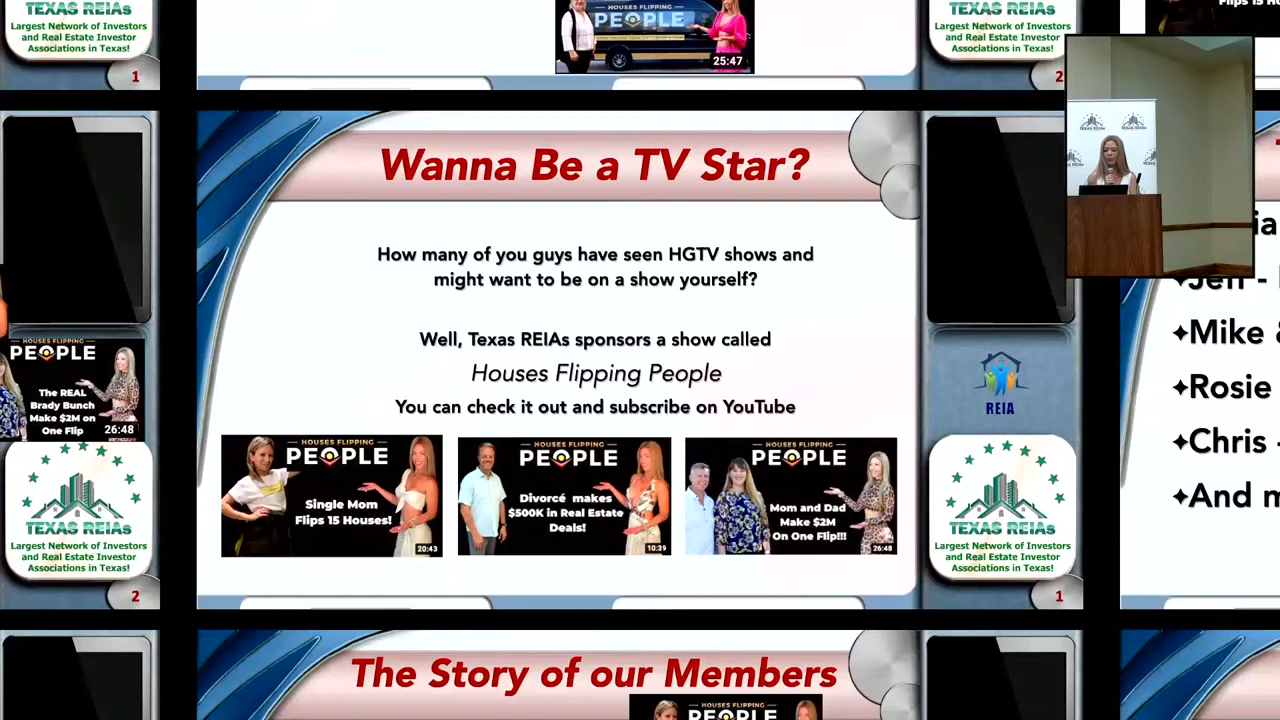 TEXAS REIAs
Largest Network of Investors
and Real Estate Investor
Associations in Texas!
1
HOUSES FLIPPING
PEOPLE
25:47
TEXAS REIAs
Largest Network of Investors
and Real Estate Investor
Associations in Texas!
2
Wanna Be a TV Star?
How many of you guys have seen HGTV shows and
might want to be on a show yourself?
Well, Texas REIAs sponsors a show called
Houses Flipping People
You can check it out and subscribe on YouTube
HOUSES FLIPPING
PEOPLE
Single Mom
Flips 15 Houses!
20:43
HOUSES FLIPPING
PEOPLE
Divorcé makes
$500K in Real Estate
Deals!
10:39
HOUSES FLIPPING
PEOPLE
Mom and Dad
Make $2M
On One Flip!!!
26:48
HOUSES FLIPPING
PEOPLE
The REAL
Brady Bunch
Make $2M on
One Flip
26:48
TEXAS REIAs
Largest Network of Investors
and Real Estate Investor
Associations in Texas!
2
REIA
TEXAS REIAs
Largest Network of Investors
and Real Estate Investor
Associations in Texas!
1
TEXAS REIAs
✦Mike
✦Rosie
✦Chris -
✦And
The Story of our Members
HOUSES FLIPPING
PEOPLE